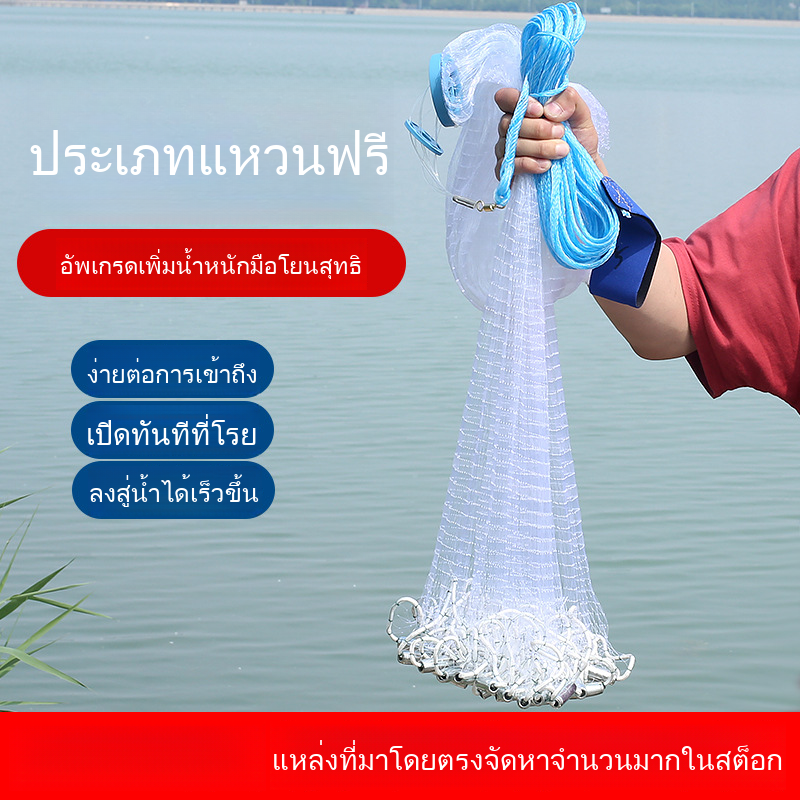 ประเภทแหวนฟรี
อัพเกรดเพิ่มน้ำหนักมือโยนสุทธิ
ง่ายต่อการเข้าถึง
เปิดทันทีที่โรย
ลงสู่น้ำได้เร็วขึ้น
แหล่งที่มาโดยตรงจัดหาจำนวนมากในสต็อก